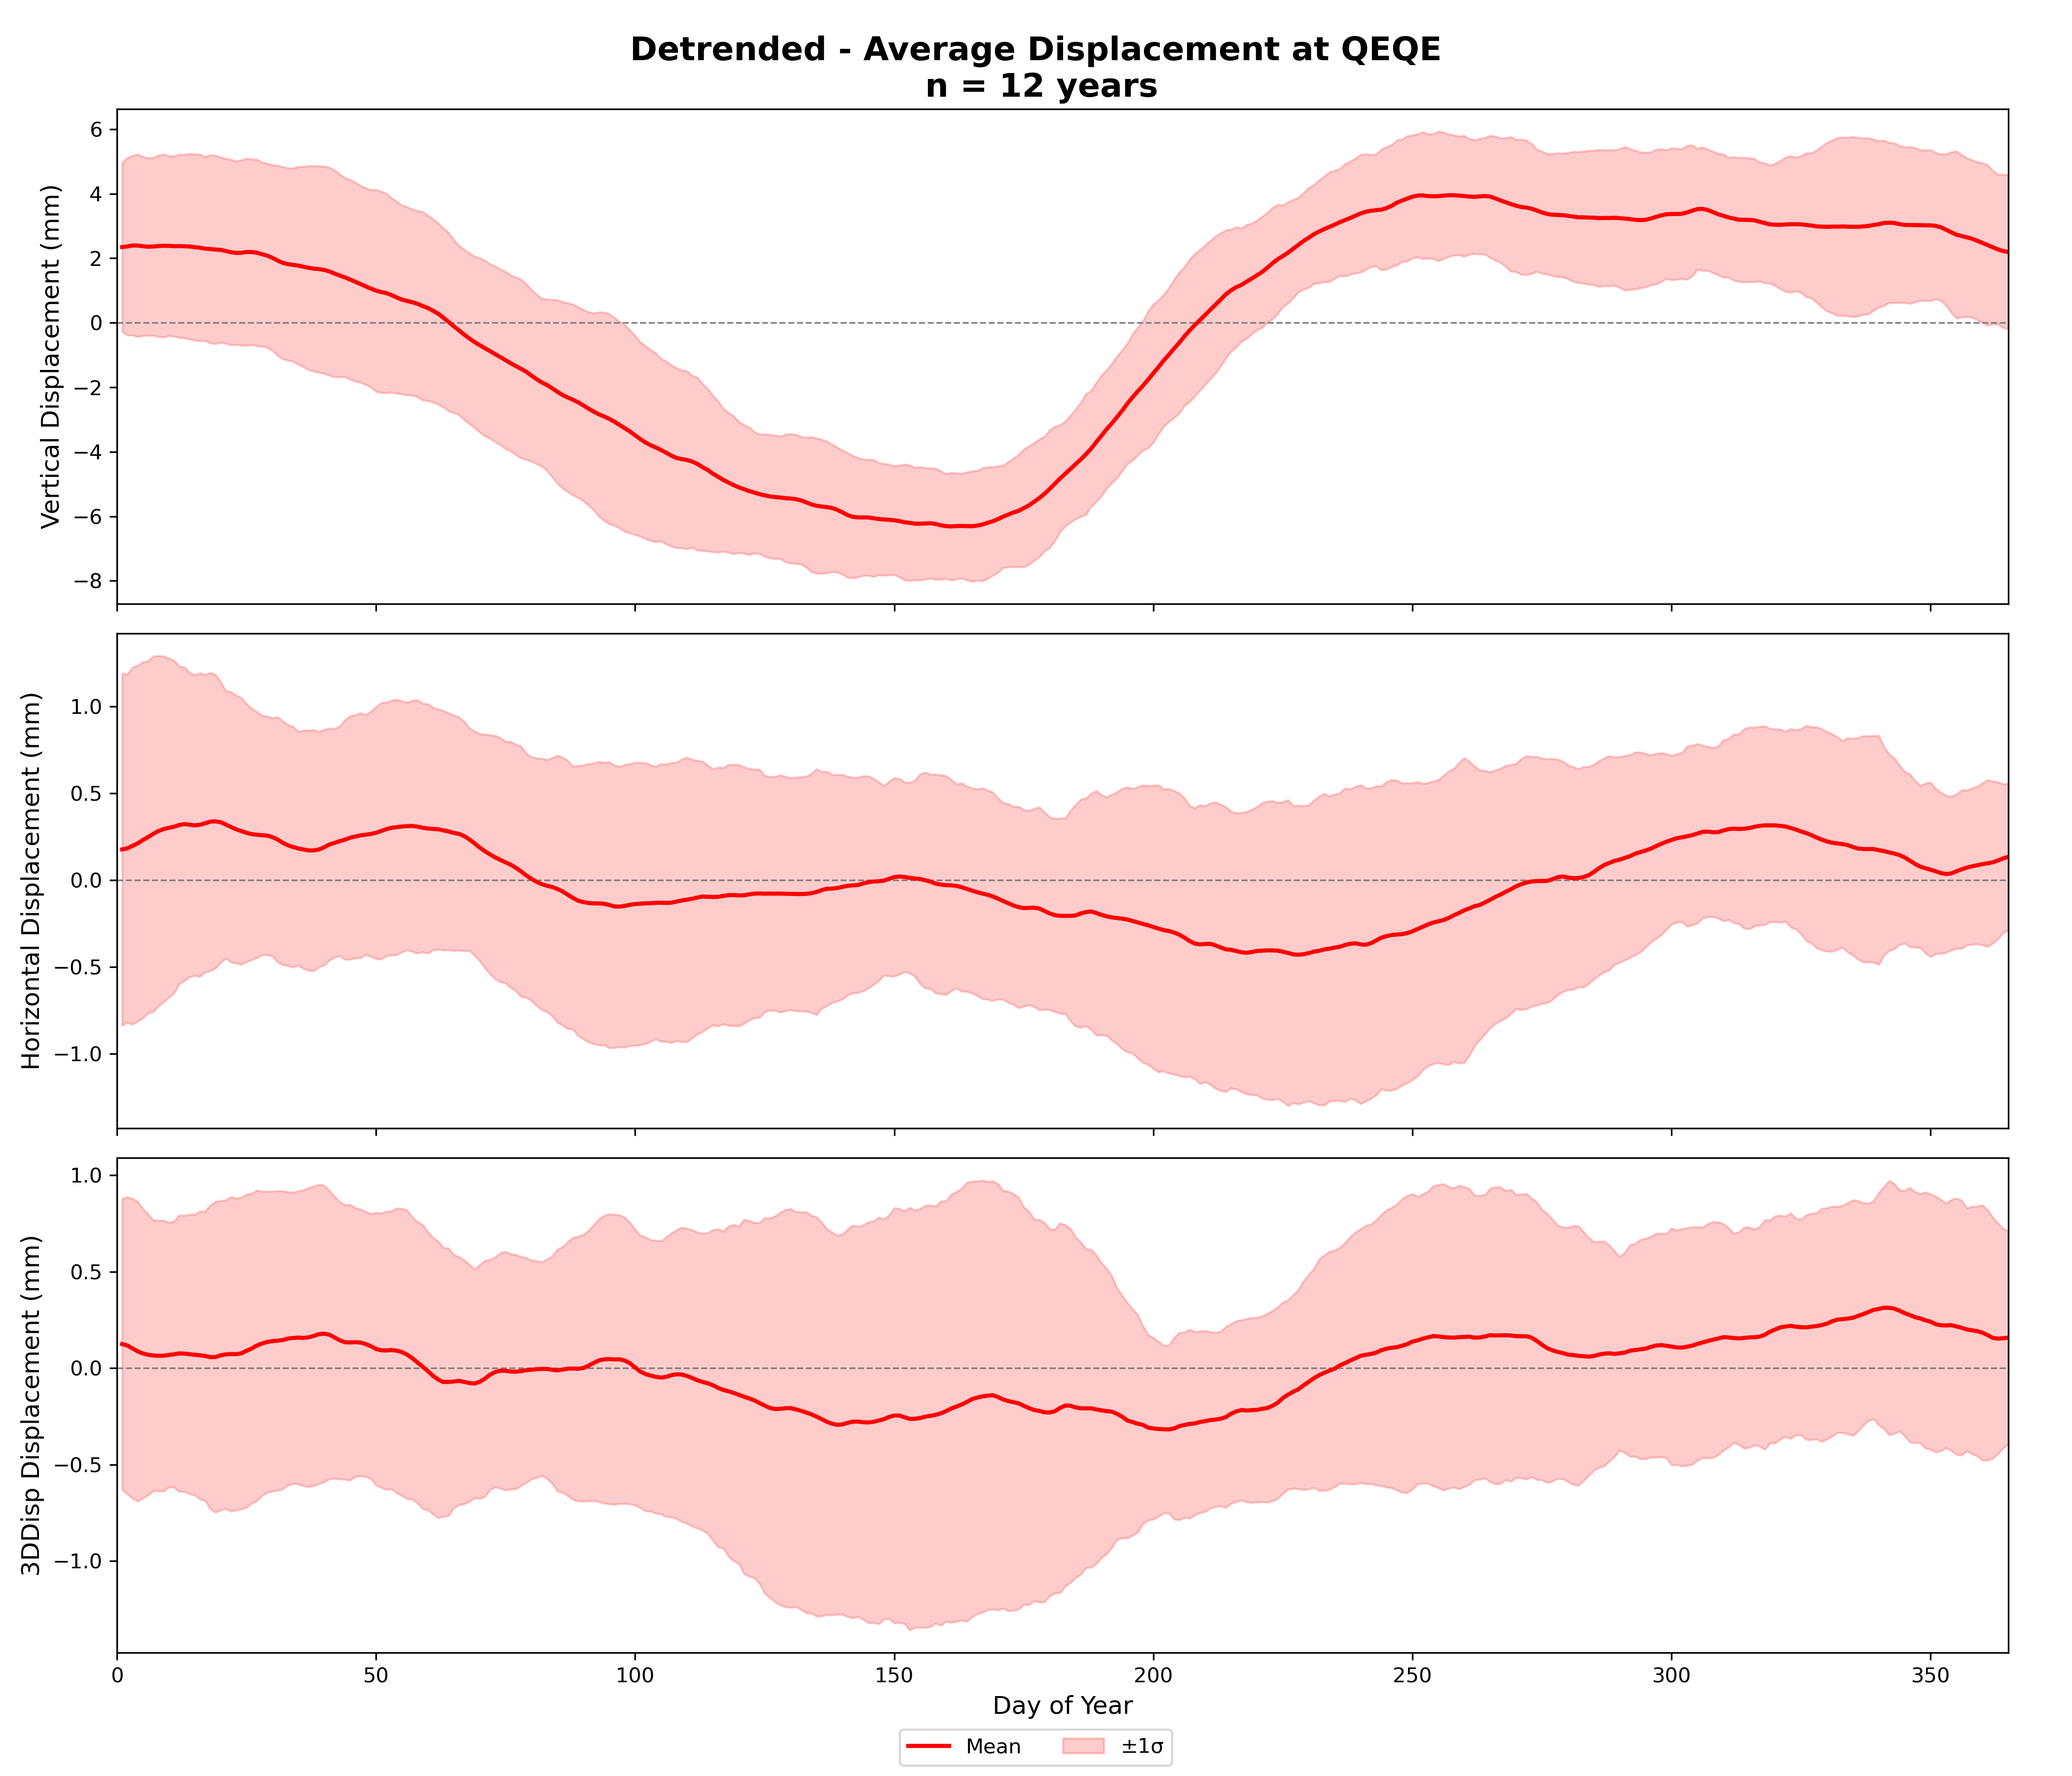 Detrended - Average Displacement at QEQE
n = 12 years
Vertical Displacement (mm)
6
4
2
0
−2
−4
−6
−8
Horizontal Displacement (mm)
1.0
0.5
0.0
−0.5
−1.0
3DDisp Displacement (mm)
1.0
0.5
0.0
−0.5
−1.0
0 50 100 150 200 250 300 350
Day of Year
Mean ±1σ